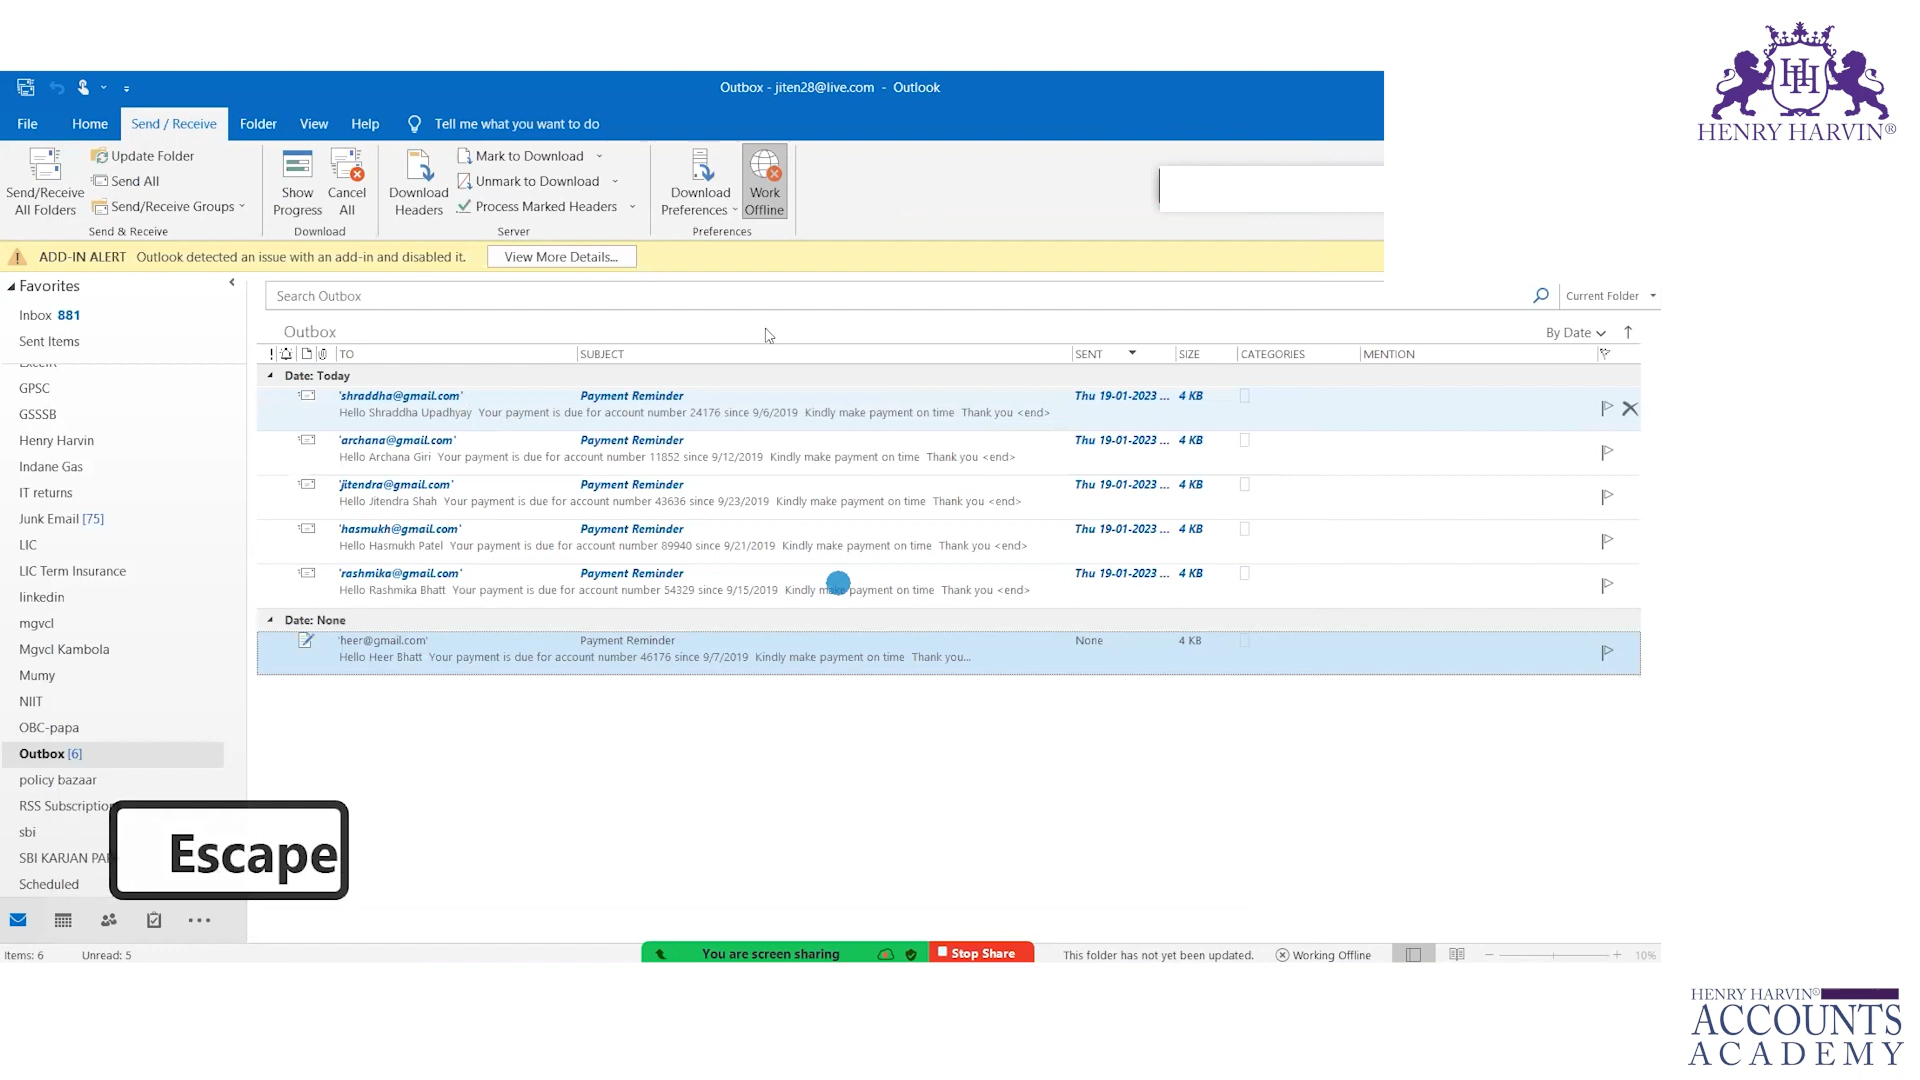 HENRY HARVIN®
Outbox - jiten28@live.com - Outlook
File Home Send / Receive Folder View Help Tell me what you want to do
Send/Receive All Folders
Update Folder
Send All
Send/Receive Groups
Send & Receive
Show Progress
Cancel All
Download
Download Headers
Mark to Download
Unmark to Download
Process Marked Headers
Server
Download Preferences
Work Offline
Preferences
ADD-IN ALERT Outlook detected an issue with an add-in and disabled it. View More Details...
Favorites
Inbox 881
Sent Items
GPSC
GSSSB
Henry Harvin
Indane Gas
IT returns
Junk Email [75]
LIC
LIC Term Insurance
linkedin
mgvcl
Mgvcl Kambola
Mumy
NIIT
OBC-papa
Outbox [6]
policy bazaar
RSS Subscription
sbi
SBI KARJAN
Scheduled
Escape
Search Outbox Current Folder
Outbox By Date
! TO SUBJECT SENT SIZE CATEGORIES MENTION
Date: Today
'shraddha@gmail.com' Payment Reminder Thu 19-01-2023 ... 4 KB
Hello Shraddha Upadhyay Your payment is due for account number 24176 since 9/6/2019 Kindly make payment on time Thank you <end>
'archana@gmail.com' Payment Reminder Thu 19-01-2023 ... 4 KB
Hello Archana Giri Your payment is due for account number 11852 since 9/12/2019 Kindly make payment on time Thank you <end>
'jitendra@gmail.com' Payment Reminder Thu 19-01-2023 ... 4 KB
Hello Jitendra Shah Your payment is due for account number 43636 since 9/23/2019 Kindly make payment on time Thank you <end>
'hasmukh@gmail.com' Payment Reminder Thu 19-01-2023 ... 4 KB
Hello Hasmukh Patel Your payment is due for account number 89940 since 9/21/2019 Kindly make payment on time Thank you <end>
'rashmika@gmail.com' Payment Reminder Thu 19-01-2023 ... 4 KB
Hello Rashmika Bhatt Your payment is due for account number 54329 since 9/15/2019 Kindly make payment on time Thank you <end>
Date: None
'heer@gmail.com' Payment Reminder None 4 KB
Hello Heer Bhatt Your payment is due for account number 46176 since 9/7/2019 Kindly make payment on time Thank you...
Items: 6 Unread: 5 You are screen sharing Stop Share This folder has not yet been updated. Working Offline 10%
HENRY HARVIN®
ACCOUNTS
ACADEMY